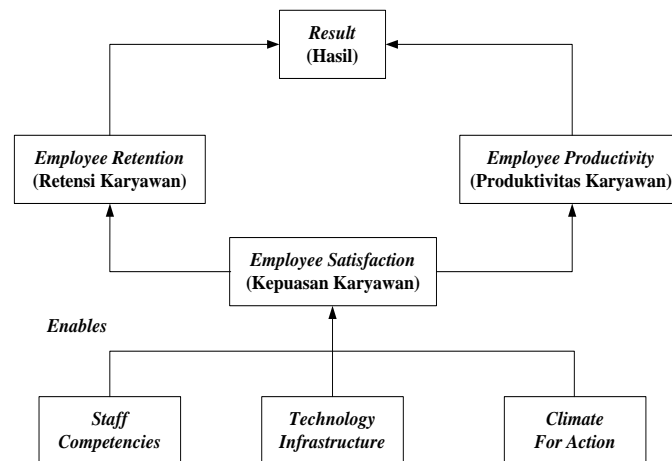 Result
(Hasil)
Employee Retention
(Retensi Karyawan)
Employee Productivity
(Produktivitas Karyawan)
Employee Satisfaction
(Kepuasan Karyawan)
Enables
Staff
Competencies
Technology
Infrastructure
Climate
For Action